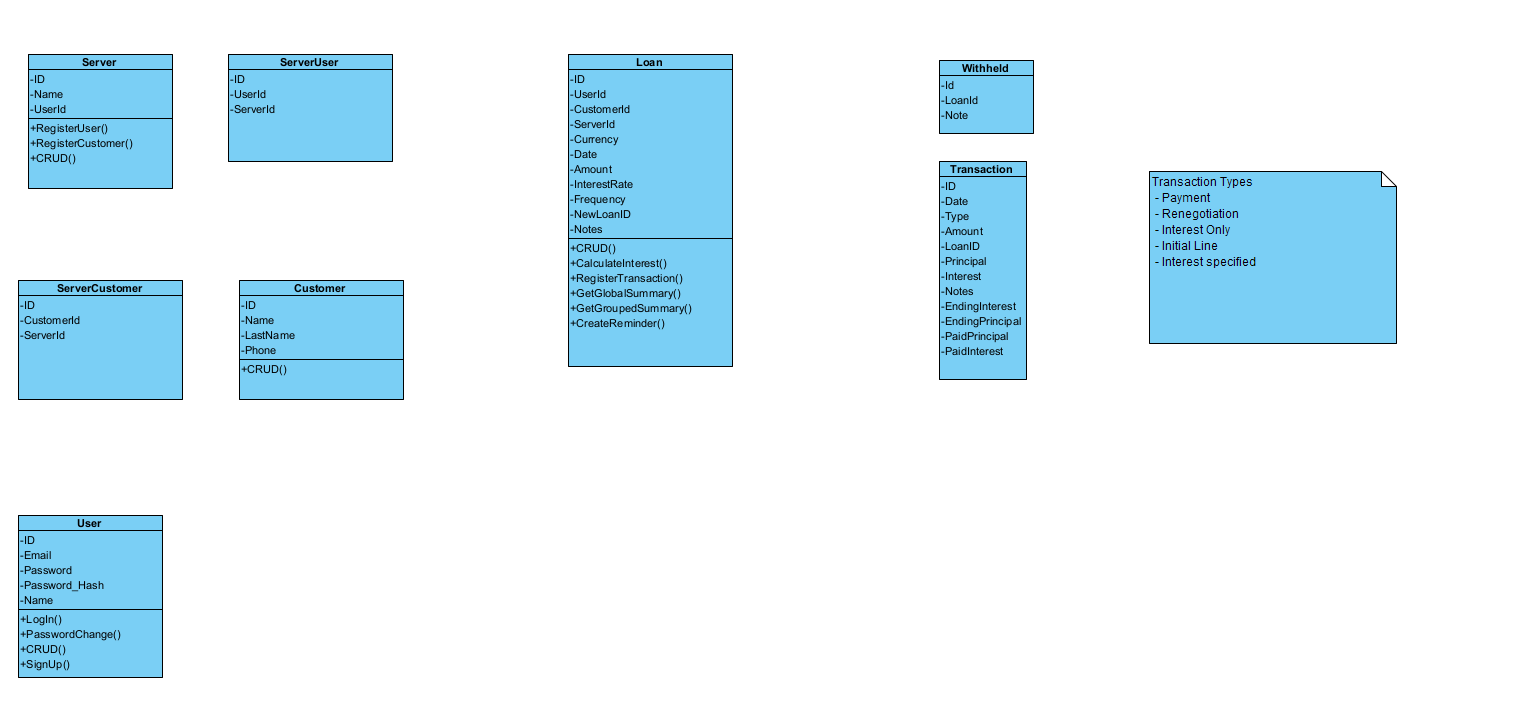 Server
-ID
-Name
-UserId
+RegisterUser()
+RegisterCustomer()
+CRUD()
ServerUser
-ID
-UserId
-ServerId
Loan
-ID
-UserId
-CustomerId
-ServerId
-Currency
-Date
-Amount
-InterestRate
-Frequency
-NewLoanID
-Notes
+CRUD()
+CalculateInterest()
+RegisterTransaction()
+GetGlobalSummary()
+GetGroupedSummary()
+CreateReminder()
Withheld
-Id
-LoanId
-Note
Transaction
-ID
-Date
-Type
-Amount
-LoanID
-Principal
-Interest
-Notes
-EndingInterest
-EndingPrincipal
-PaidPrincipal
-PaidInterest
Transaction Types
- Payment
- Renegotiation
- Interest Only
- Initial Line
- Interest specified
ServerCustomer
-ID
-CustomerId
-ServerId
Customer
-ID
-Name
-LastName
-Phone
+CRUD()
User
-ID
-Email
-Password
-Password_Hash
-Name
+LogIn()
+PasswordChange()
+CRUD()
+SignUp()